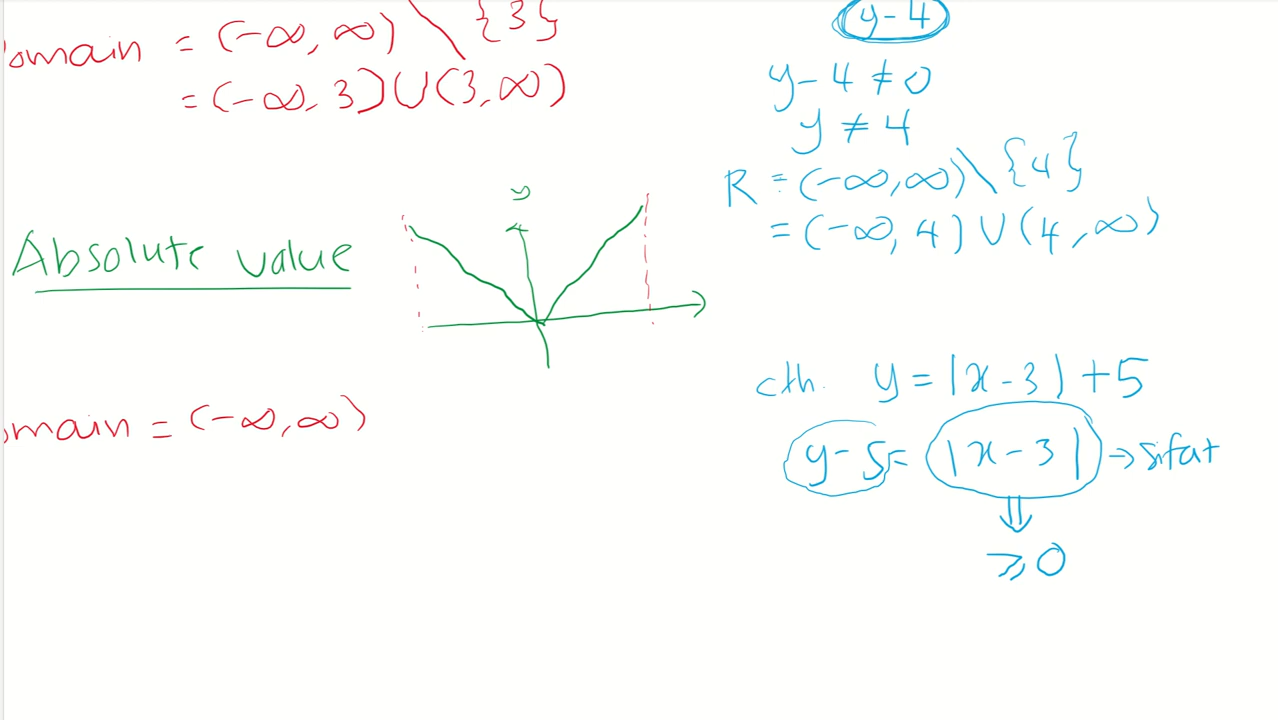 omain = (-∞, ∞) \ {3}
= (-∞, 3) ∪ (3, ∞)
Absolute value
y
omain = (-∞, ∞)
y-4
y-4 ≠ 0
y ≠ 4
R = (-∞, ∞) \ {4}
= (-∞, 4) ∪ (4, ∞)
cth. y = |x-3| + 5
y-5 = |x-3| → sifat
⇓
⩾ 0